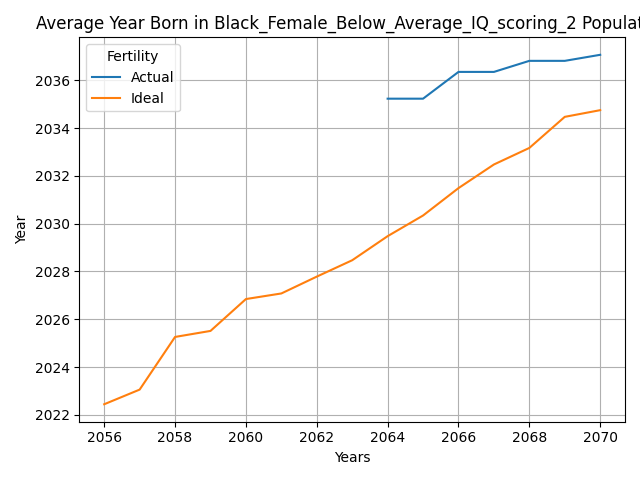 Average Year Born in Black_Female_Below_Average_IQ_scoring_2 Populat
Fertility
Actual
Ideal
2036
2034
2032
2030
2028
2026
2024
2022
Year
2056 2058 2060 2062 2064 2066 2068 2070
Years